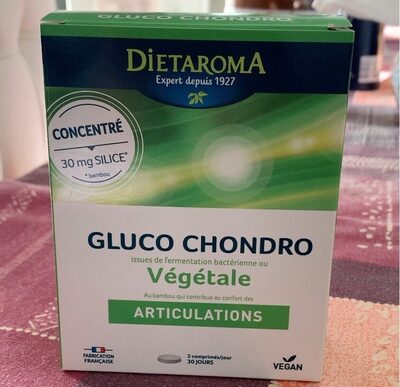 GLUCO CHONDRO
DIETAROMA
Expert depuis 1927
CONCENTRÉ
30 mg SILICE*
* bambou
GLUCO CHONDRO
issues de fermentation bactérienne ou
Végétale
Au bambou qui contribue au confort des
ARTICULATIONS
FABRICATION
FRANÇAISE
2 comprimés/jour
30 JOURS
VEGAN